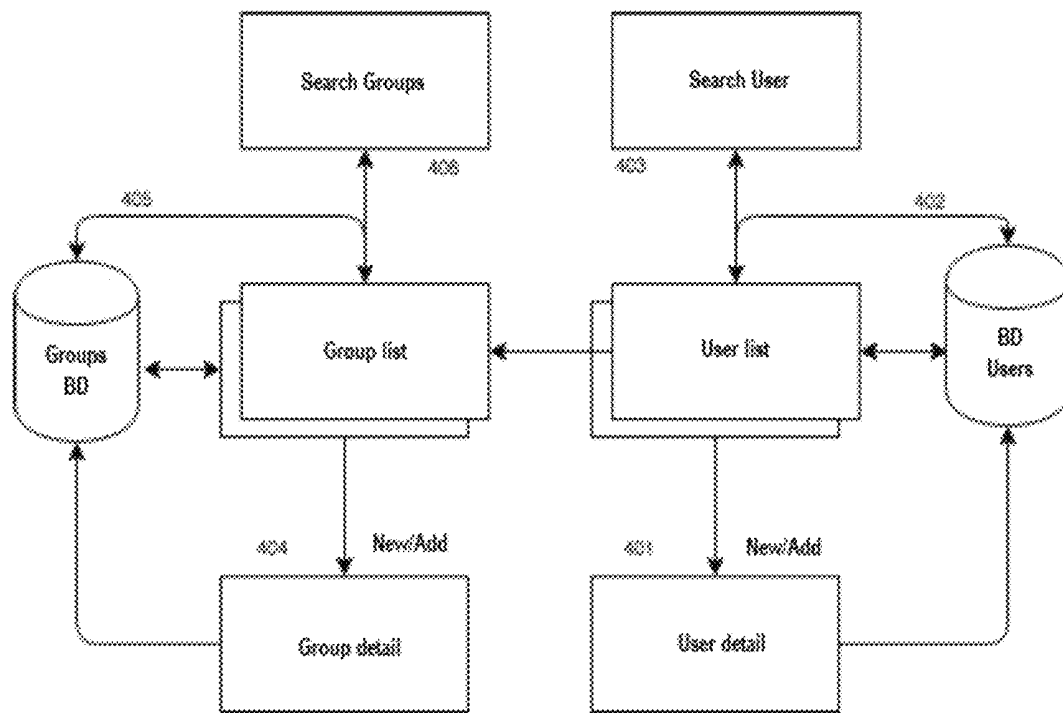 Search Groups
Search User
406
403
405
402
Groups
BD
Group list
User list
BD
Users
404
New/Add
401
New/Add
Group detail
User detail